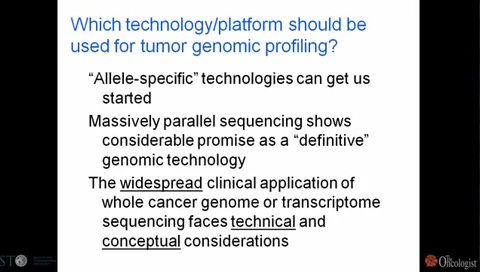 Which technology/platform should be
used for tumor genomic profiling?
“Allele-specific” technologies can get us
started
Massively parallel sequencing shows
considerable promise as a “definitive”
genomic technology
The widespread clinical application of
whole cancer genome or transcriptome
sequencing faces technical and
conceptual considerations
STO
The Oncologist